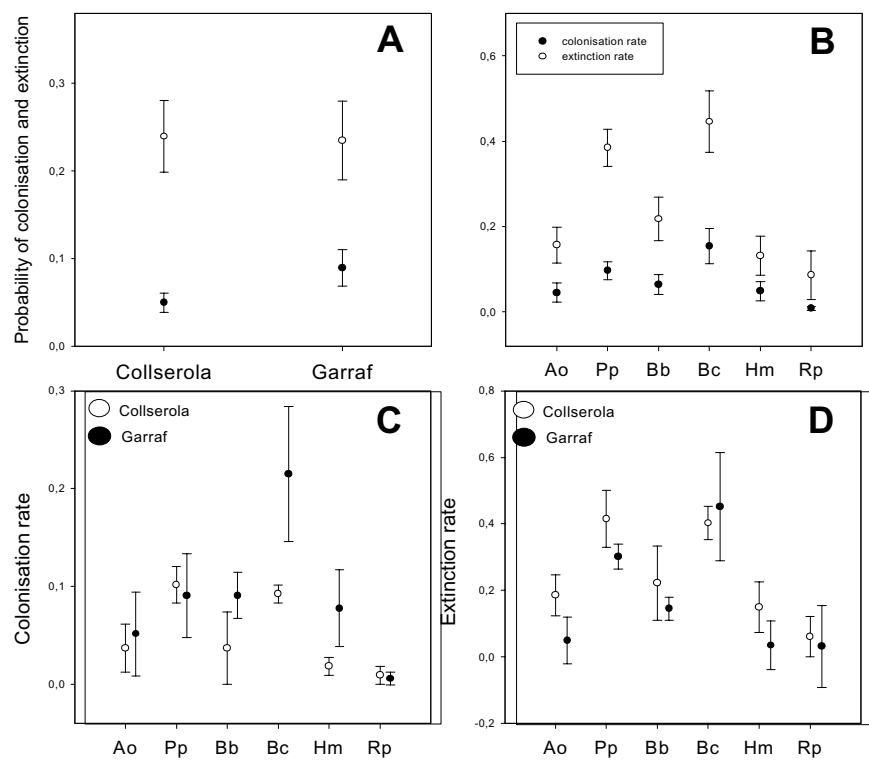 A
Probability of colonisation and extinction
0,3
0,2
0,1
0,0
Collserola Garraf
B
colonisation rate
extinction rate
0,6
0,4
0,2
0,0
Ao Pp Bb Bc Hm Rp
C
Collserola
Garraf
Colonisation rate
0,3
0,2
0,1
0,0
Ao Pp Bb Bc Hm Rp
D
Collserola
Garraf
Extinction rate
0,8
0,6
0,4
0,2
0,0
-0,2
Ao Pp Bb Bc Hm Rp